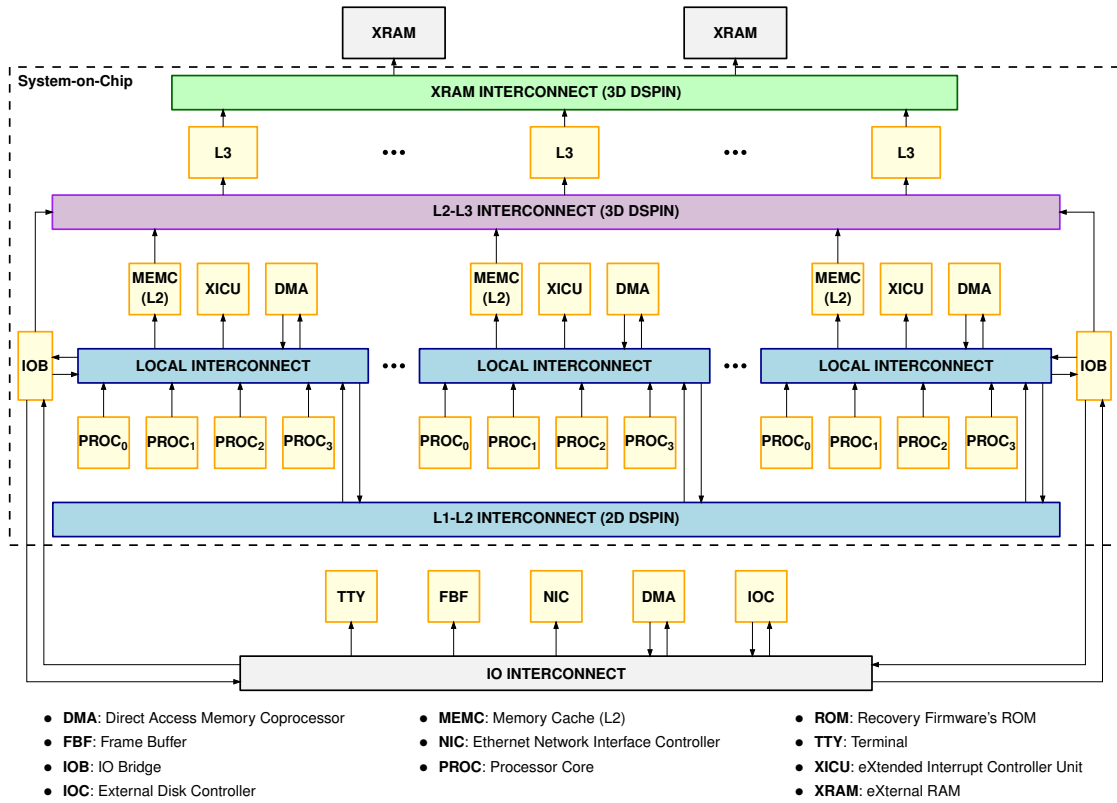 XRAM XRAM
System-on-Chip
XRAM INTERCONNECT (3D DSPIN)
L3 ••• L3 ••• L3
L2-L3 INTERCONNECT (3D DSPIN)
MEMC (L2) XICU DMA MEMC (L2) XICU DMA MEMC (L2) XICU DMA
IOB LOCAL INTERCONNECT ••• LOCAL INTERCONNECT ••• LOCAL INTERCONNECT IOB
PROC₀ PROC₁ PROC₂ PROC₃ PROC₀ PROC₁ PROC₂ PROC₃ PROC₀ PROC₁ PROC₂ PROC₃
L1-L2 INTERCONNECT (2D DSPIN)
TTY FBF NIC DMA IOC
IO INTERCONNECT
• DMA: Direct Access Memory Coprocessor
• FBF: Frame Buffer
• IOB: IO Bridge
• IOC: External Disk Controller
• MEMC: Memory Cache (L2)
• NIC: Ethernet Network Interface Controller
• PROC: Processor Core
• ROM: Recovery Firmware's ROM
• TTY: Terminal
• XICU: eXtended Interrupt Controller Unit
• XRAM: eXternal RAM